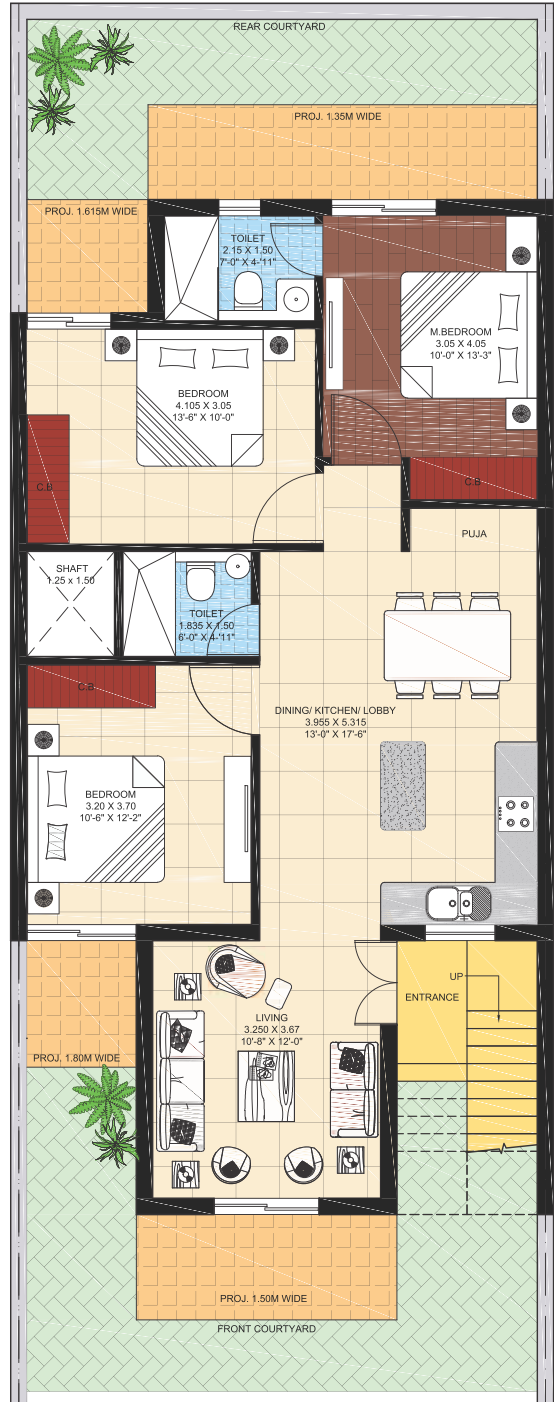 REAR COURTYARD
PROJ. 1.35M WIDE
PROJ. 1.615M WIDE
TOILET
2.15 X 1.50
7'-0" X 4-'11"
M.BEDROOM
3.05 X 4.05
10'-0" X 13'-3"
BEDROOM
4.105 X 3.05
13'-6" X 10'-0"
C.B
C.B
PUJA
SHAFT
1.25 x 1.50
TOILET
1.835 X 1.50
6'-0" X 4-'11"
C.B
DINING/ KITCHEN/ LOBBY
3.955 X 5.315
13'-0" X 17'-6"
BEDROOM
3.20 X 3.70
10'-6" X 12'-2"
UP
ENTRANCE
LIVING
3.250 X 3.67
10'-8" X 12'-0"
PROJ. 1.80M WIDE
PROJ. 1.50M WIDE
FRONT COURTYARD